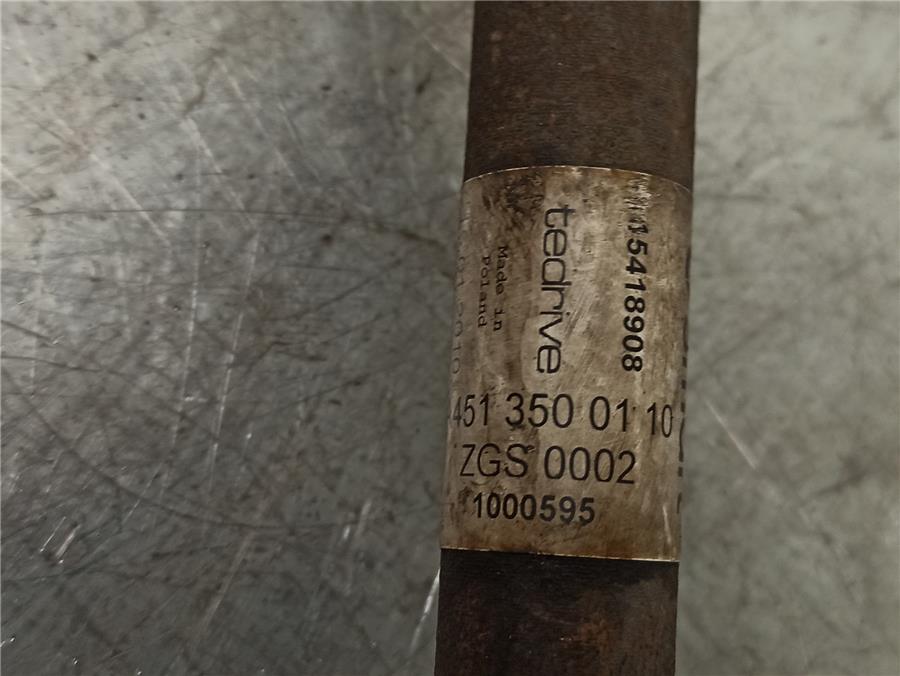 15418908
tedrive
Made in
Poland
451 350 01 10
ZGS 0002
1000595